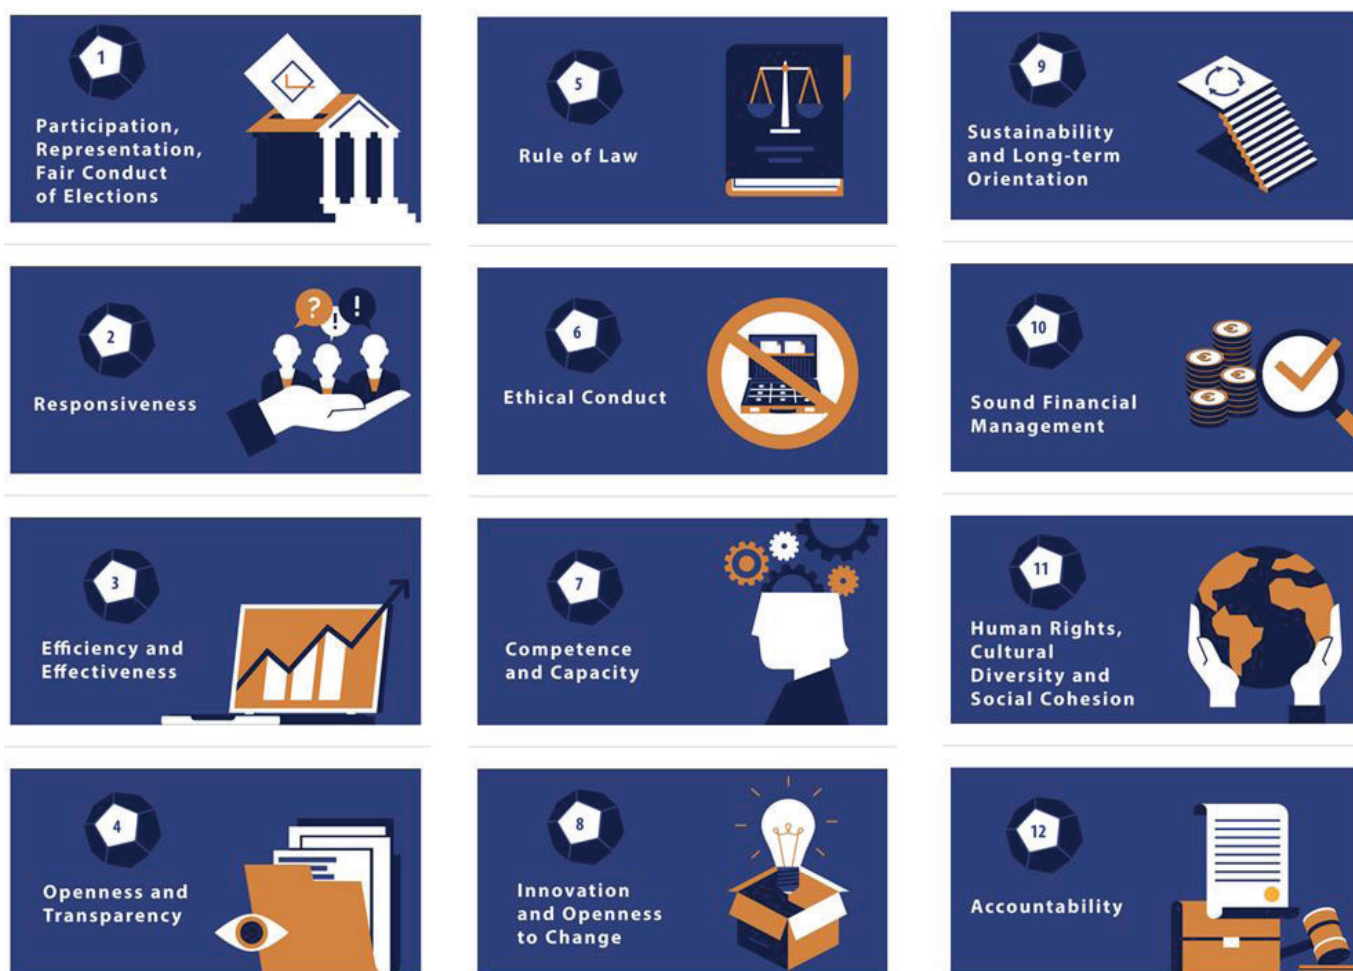 1
Participation,
Representation,
Fair Conduct
of Elections
2
?
!
!
Responsiveness
3
Efficiency and
Effectiveness
4
Openness and
Transparency
5
Rule of Law
6
Ethical Conduct
7
Competence
and Capacity
8
Innovation
and Openness
to Change
9
Sustainability
and Long-term
Orientation
10
€
€
€
€
Sound Financial
Management
11
Human Rights,
Cultural
Diversity and
Social Cohesion
12
Accountability